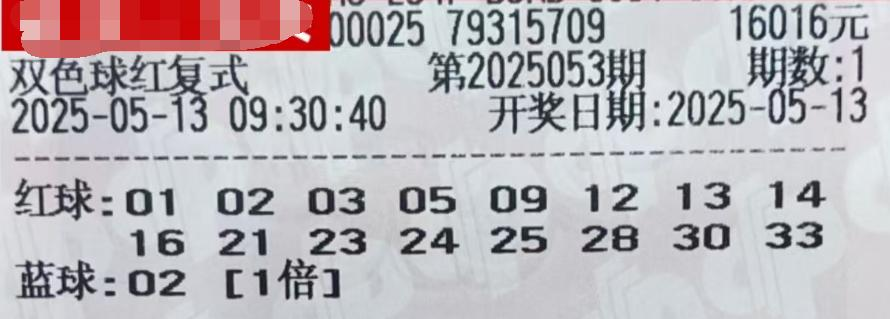 00025 79315709 16016元
双色球红复式 第2025053期 期数:1
2025-05-13 09:30:40 开奖日期:2025-05-13
红球:01 02 03 05 09 12 13 14
16 21 23 24 25 28 30 33
蓝球:02 [1倍]